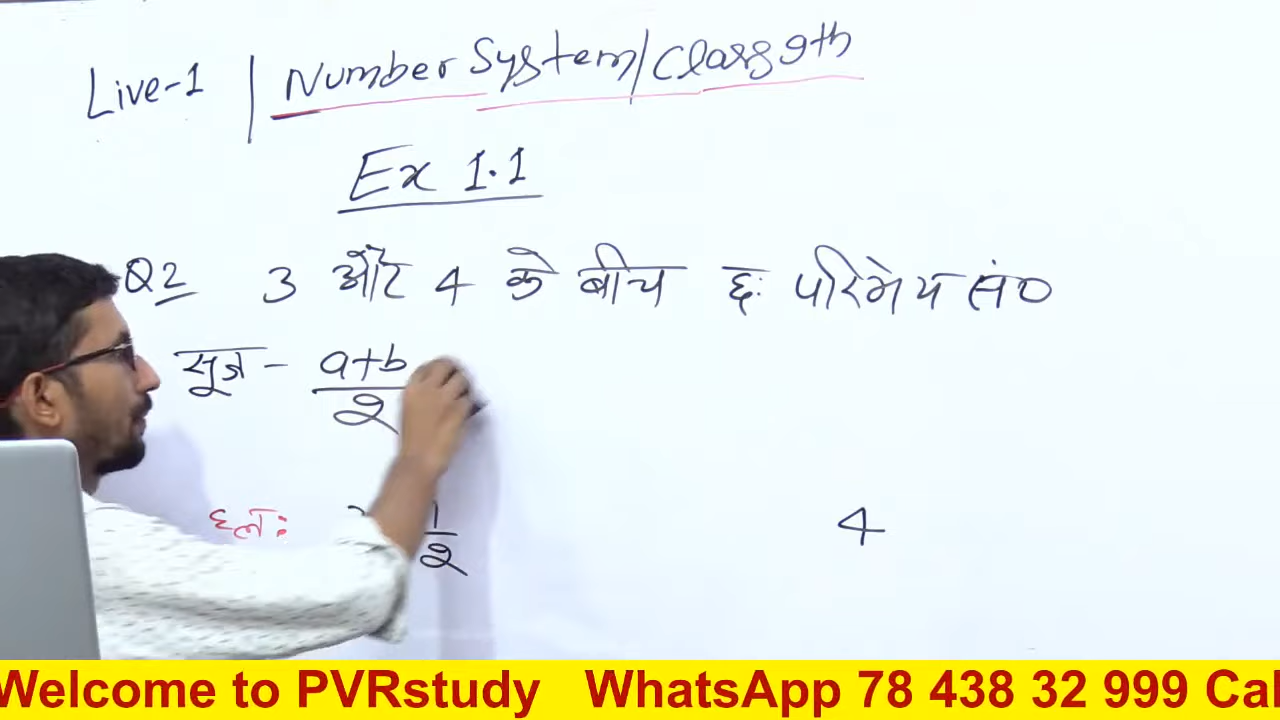 Live-1 | Number System/Class 9th
Ex 1.1
Q2 3 और 4 के बीच छः परिमेय सं०
सूत्र - a+b/2
हलः 1/2 4
Welcome to PVRstudy WhatsApp 78 438 32 999 Cal